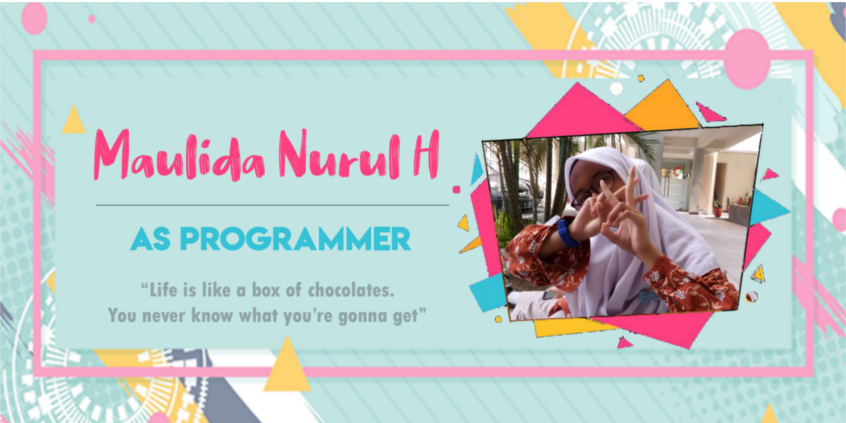 Maulida Nurul H
AS PROGRAMMER
“Life is like a box of chocolates.
You never know what you’re gonna get”